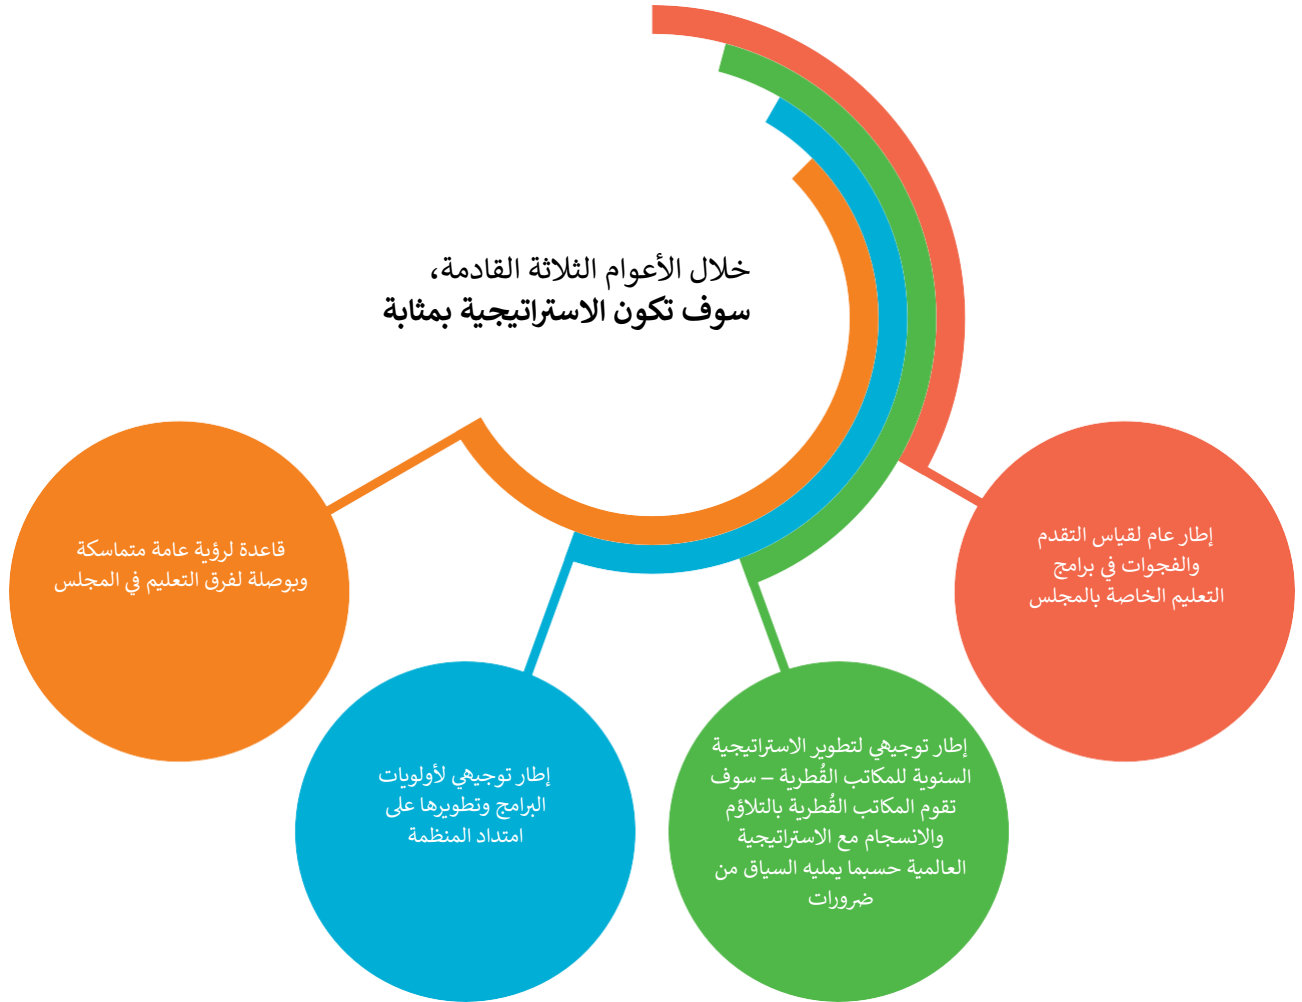 خلال الأعوام الثلاثة القادمة،
سوف تكون الاستراتيجية بمثابة
إطار عام لقياس التقدم
والفجوات في برامج
التعليم الخاصة بالمجلس
إطار توجيهي لتطوير الاستراتيجية
السنوية للمكاتب القُطرية – سوف
تقوم المكاتب القُطرية بالتلاؤم
والانسجام مع الاستراتيجية
العالمية حسبما يمليه السياق من
ضرورات
إطار توجيهي لأولويات
البرامج وتطويرها على
امتداد المنظمة
قاعدة لرؤية عامة متماسكة
وبوصلة لفرق التعليم في المجلس